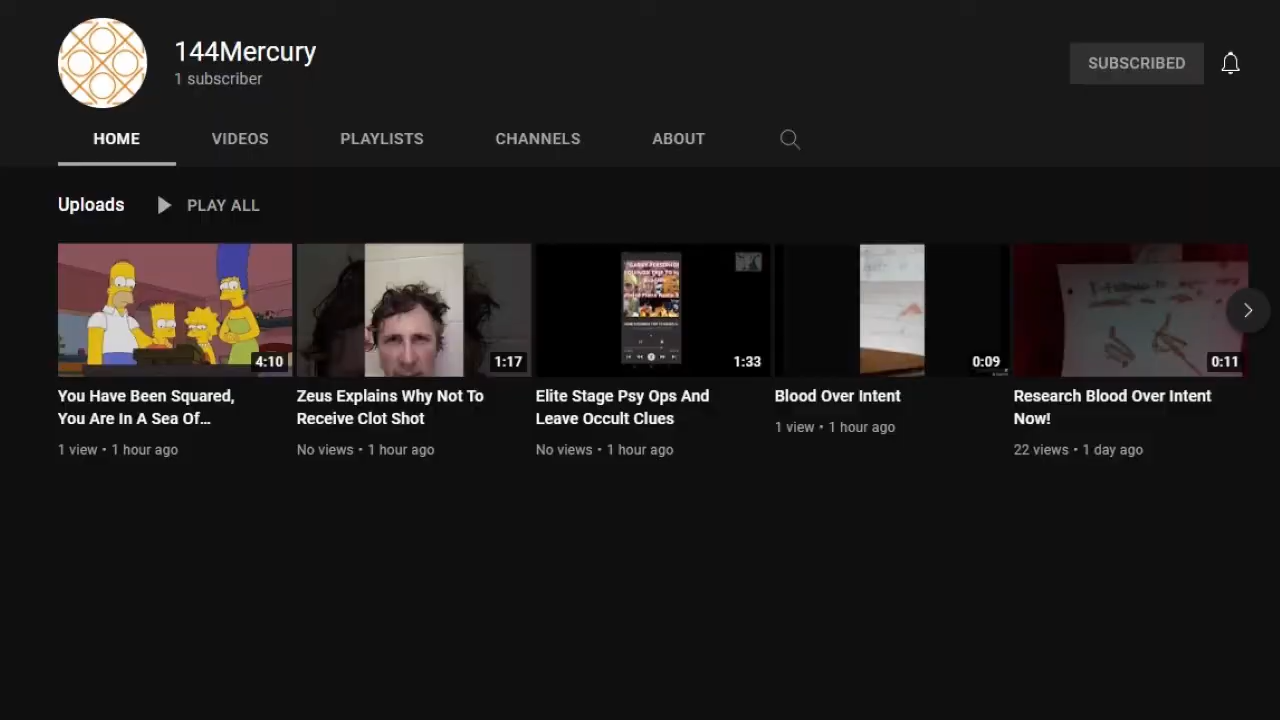 144Mercury
1 subscriber
SUBSCRIBED
HOME
VIDEOS
PLAYLISTS
CHANNELS
ABOUT
Uploads
PLAY ALL
4:10
1:17
1:33
0:09
0:11
You Have Been Squared,
You Are In A Sea Of...
1 view • 1 hour ago
Zeus Explains Why Not To
Receive Clot Shot
No views • 1 hour ago
Elite Stage Psy Ops And
Leave Occult Clues
No views • 1 hour ago
Blood Over Intent
1 view • 1 hour ago
Research Blood Over Intent
Now!
22 views • 1 day ago